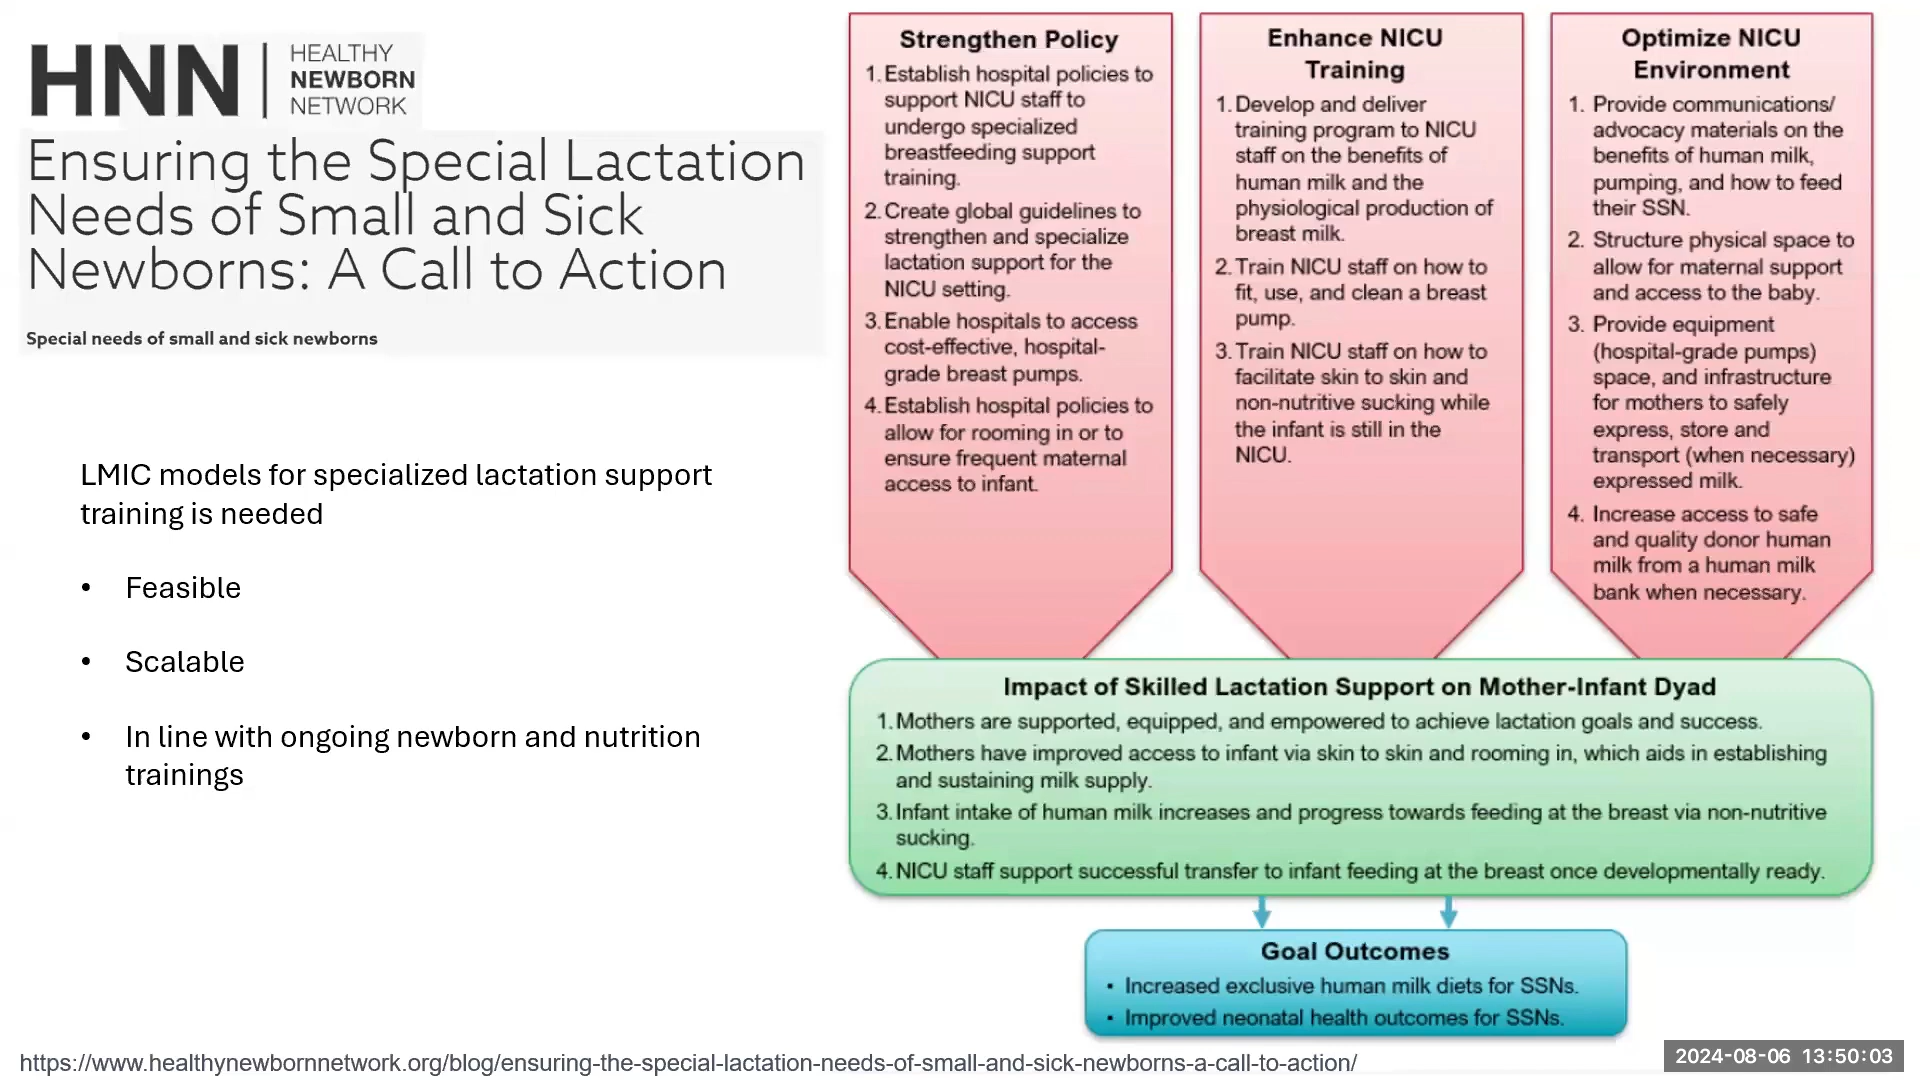 HNN
HEALTHY
NEWBORN
NETWORK
Ensuring the Special Lactation
Needs of Small and Sick
Newborns: A Call to Action
Special needs of small and sick newborns
LMIC models for specialized lactation support
training is needed
• Feasible
• Scalable
• In line with ongoing newborn and nutrition
trainings
Strengthen Policy
1. Establish hospital policies to
support NICU staff to
undergo specialized
breastfeeding support
training.
2. Create global guidelines to
strengthen and specialize
lactation support for the
NICU setting.
3. Enable hospitals to access
cost-effective, hospital-
grade breast pumps.
4. Establish hospital policies to
allow for rooming in or to
ensure frequent maternal
access to infant.
Enhance NICU
Training
1. Develop and deliver
training program to NICU
staff on the benefits of
human milk and the
physiological production of
breast milk.
2. Train NICU staff on how to
fit, use, and clean a breast
pump.
3. Train NICU staff on how to
facilitate skin to skin and
non-nutritive sucking while
the infant is still in the
NICU.
Optimize NICU
Environment
1. Provide communications/
advocacy materials on the
benefits of human milk,
pumping, and how to feed
their SSN.
2. Structure physical space to
allow for maternal support
and access to the baby.
3. Provide equipment
(hospital-grade pumps)
space, and infrastructure
for mothers to safely
express, store and
transport (when necessary)
expressed milk.
4. Increase access to safe
and quality donor human
milk from a human milk
bank when necessary.
Impact of Skilled Lactation Support on Mother-Infant Dyad
1. Mothers are supported, equipped, and empowered to achieve lactation goals and success.
2. Mothers have improved access to infant via skin to skin and rooming in, which aids in establishing
and sustaining milk supply.
3. Infant intake of human milk increases and progress towards feeding at the breast via non-nutritive
sucking.
4. NICU staff support successful transfer to infant feeding at the breast once developmentally ready.
Goal Outcomes
• Increased exclusive human milk diets for SSNs.
• Improved neonatal health outcomes for SSNs.
https://www.healthynewbornnetwork.org/blog/ensuring-the-special-lactation-needs-of-small-and-sick-newborns-a-call-to-action/
2024-08-06 13:50:03